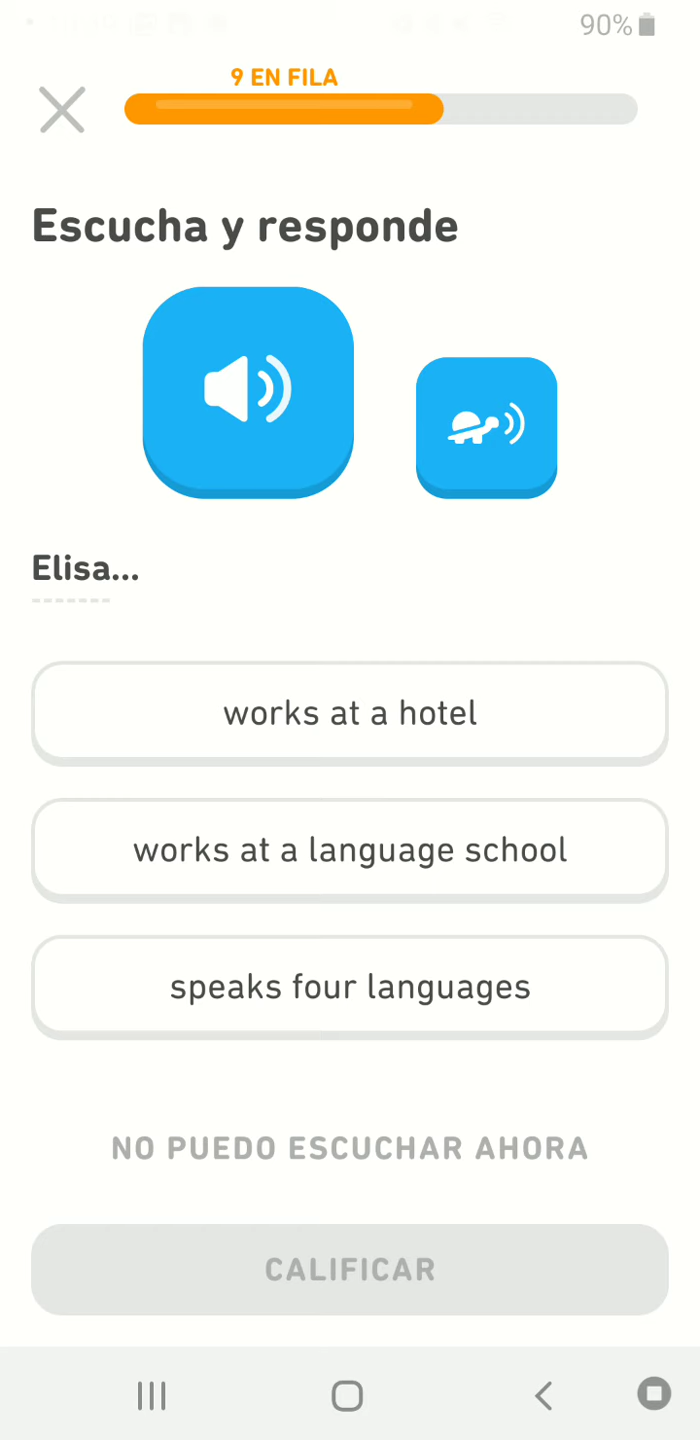 90%
9 EN FILA
Escucha y responde
Elisa...
works at a hotel
works at a language school
speaks four languages
NO PUEDO ESCUCHAR AHORA
CALIFICAR